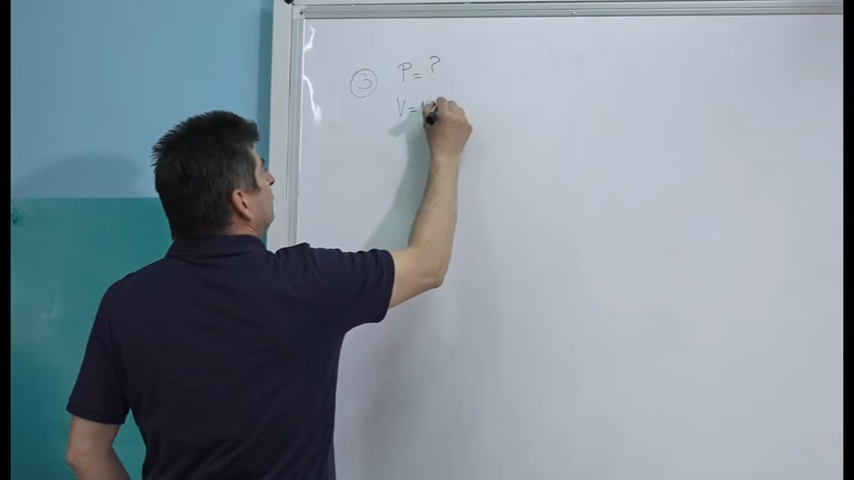 ③ P = ?
V =